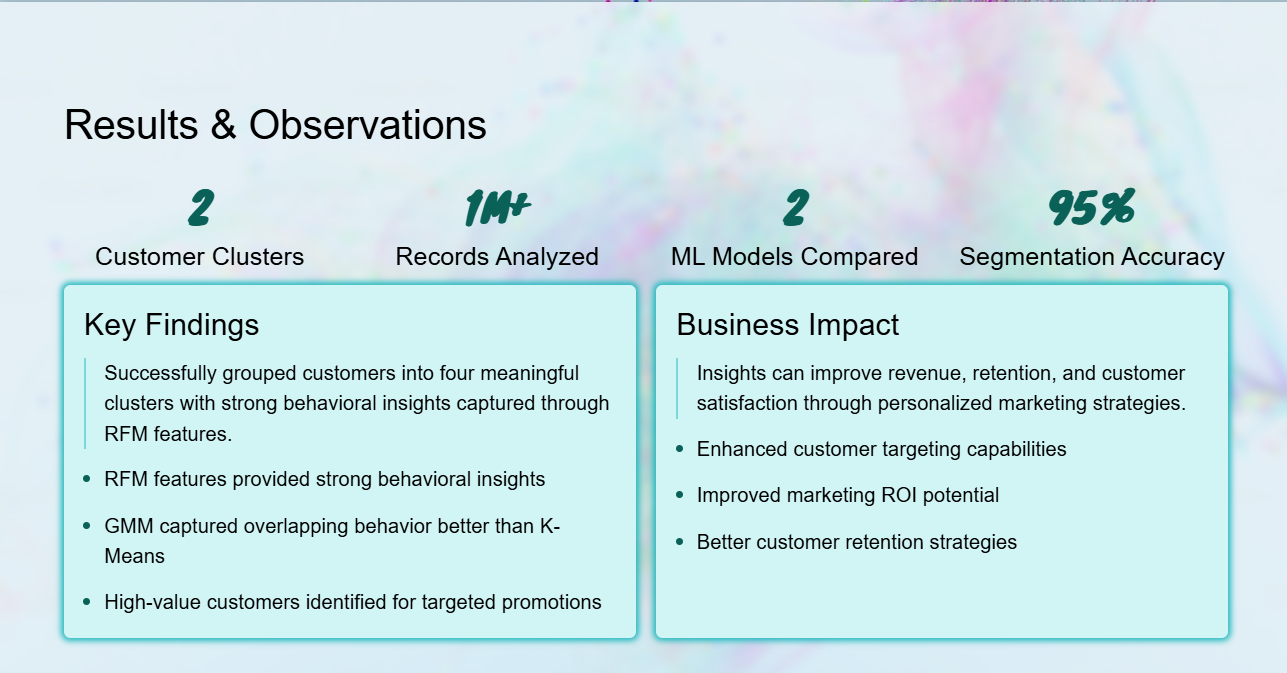 Results & Observations
2
Customer Clusters
1M+
Records Analyzed
2
ML Models Compared
95%
Segmentation Accuracy
Key Findings
Successfully grouped customers into four meaningful
clusters with strong behavioral insights captured through
RFM features.
RFM features provided strong behavioral insights
GMM captured overlapping behavior better than K-
Means
High-value customers identified for targeted promotions
Business Impact
Insights can improve revenue, retention, and customer
satisfaction through personalized marketing strategies.
Enhanced customer targeting capabilities
Improved marketing ROI potential
Better customer retention strategies